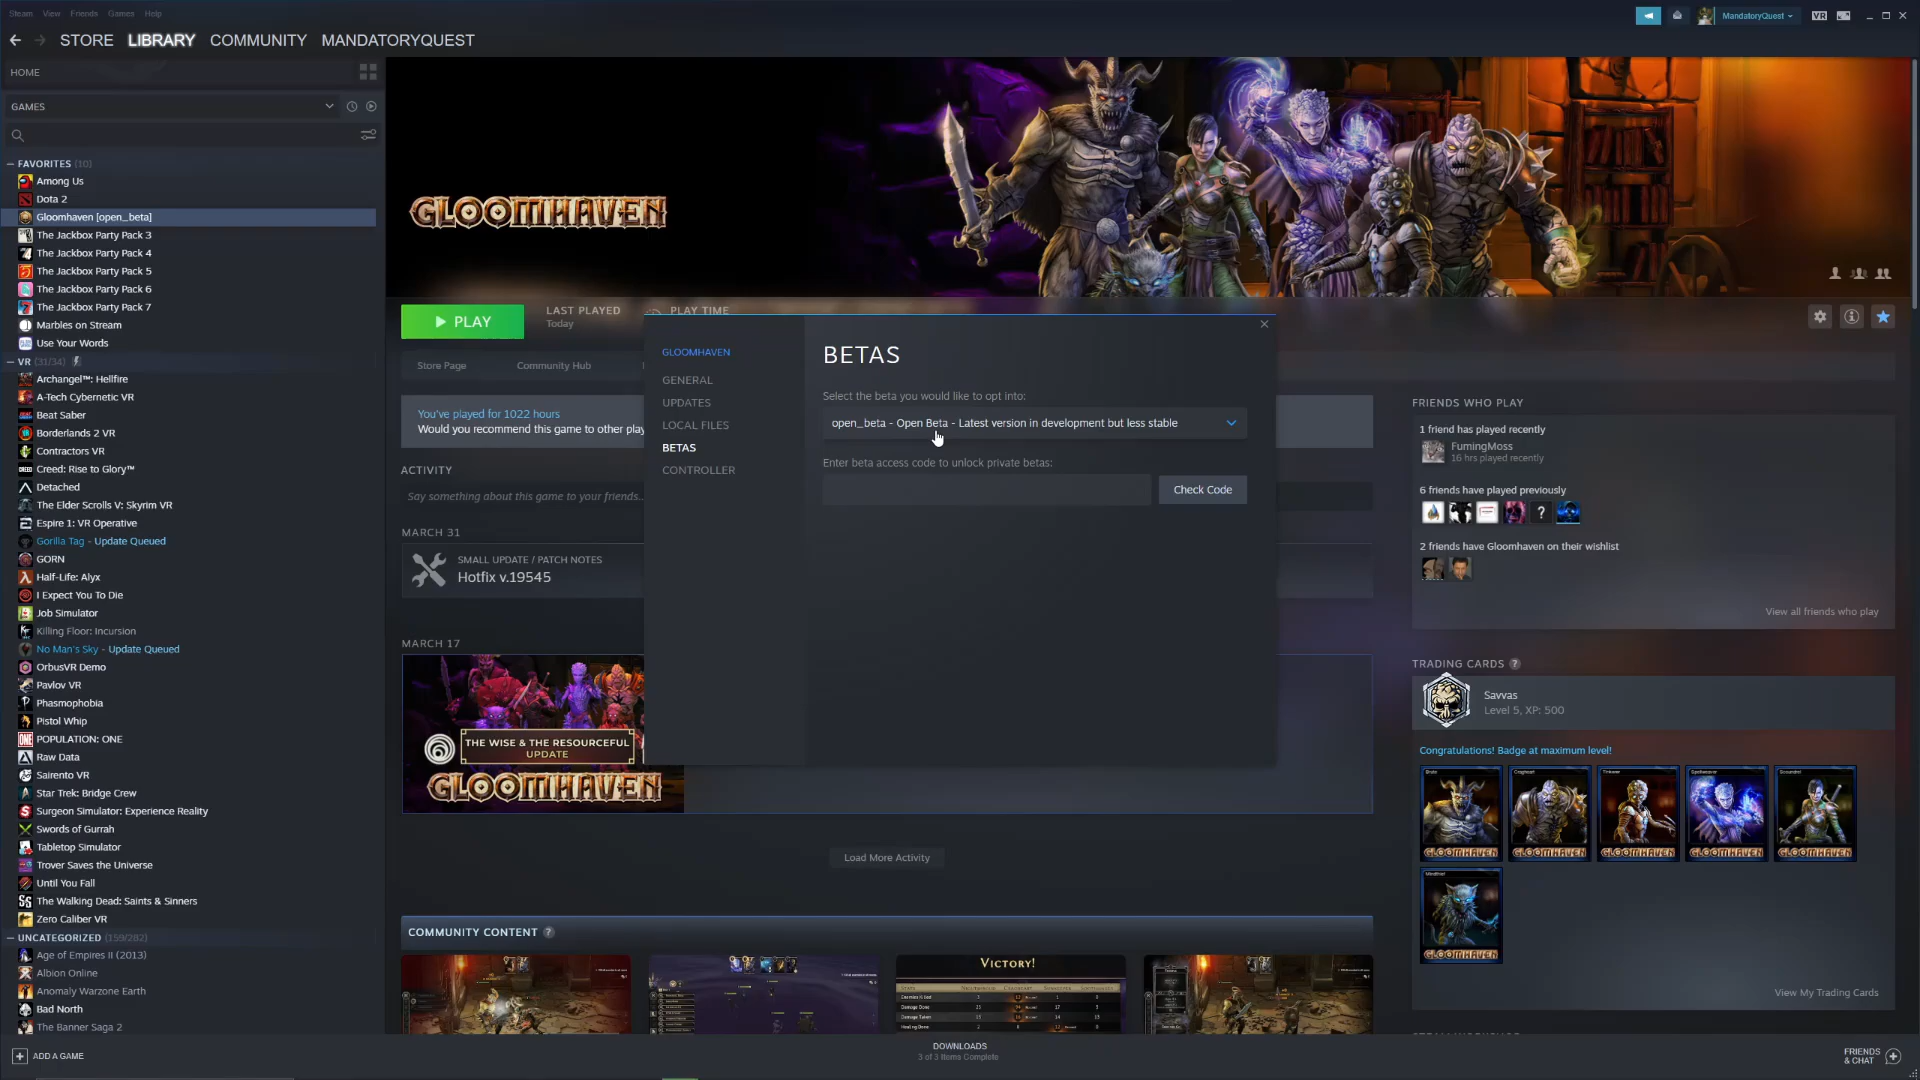 Steam View Friends Games Help
MandatoryQuest
VR
STORE LIBRARY COMMUNITY MANDATORYQUEST
HOME
GAMES
FAVORITES (10)
Among Us
Dota 2
Gloomhaven [open_beta]
The Jackbox Party Pack 3
The Jackbox Party Pack 4
The Jackbox Party Pack 5
The Jackbox Party Pack 6
The Jackbox Party Pack 7
Marbles on Stream
Use Your Words
VR (31/34)
Archangel™: Hellfire
A-Tech Cybernetic VR
Beat Saber
Borderlands 2 VR
Contractors VR
Creed: Rise to Glory™
Detached
The Elder Scrolls V: Skyrim VR
Espire 1: VR Operative
Gorilla Tag - Update Queued
GORN
Half-Life: Alyx
I Expect You To Die
Job Simulator
Killing Floor: Incursion
No Man's Sky - Update Queued
OrbusVR Demo
Pavlov VR
Phasmophobia
Pistol Whip
POPULATION: ONE
Raw Data
Sairento VR
Star Trek: Bridge Crew
Surgeon Simulator: Experience Reality
Swords of Gurrah
Tabletop Simulator
Trover Saves the Universe
Until You Fall
The Walking Dead: Saints & Sinners
Zero Caliber VR
UNCATEGORIZED (159/282)
Age of Empires II (2013)
Albion Online
Anomaly Warzone Earth
Bad North
The Banner Saga 2
ADD A GAME
GLOOMHAVEN
PLAY
LAST PLAYED
Today
PLAY TIME
Store Page
Community Hub
You've played for 1022 hours
Would you recommend this game to other play
ACTIVITY
Say something about this game to your friends...
MARCH 31
SMALL UPDATE / PATCH NOTES
Hotfix v.19545
MARCH 17
THE WISE & THE RESOURCEFUL
UPDATE
GLOOMHAVEN
Load More Activity
COMMUNITY CONTENT
VICTORY!
GLOOMHAVEN
GENERAL
UPDATES
LOCAL FILES
BETAS
CONTROLLER
BETAS
Select the beta you would like to opt into:
open_beta - Open Beta - Latest version in development but less stable
Enter beta access code to unlock private betas:
Check Code
FRIENDS WHO PLAY
1 friend has played recently
FumingMoss
16 hrs played recently
6 friends have played previously
?
2 friends have Gloomhaven on their wishlist
View all friends who play
TRADING CARDS ?
Savvas
Level 5, XP: 500
Congratulations! Badge at maximum level!
GLOOMHAVEN
GLOOMHAVEN
GLOOMHAVEN
GLOOMHAVEN
GLOOMHAVEN
GLOOMHAVEN
View My Trading Cards
DOWNLOADS
3 of 3 Items Complete
FRIENDS
& CHAT